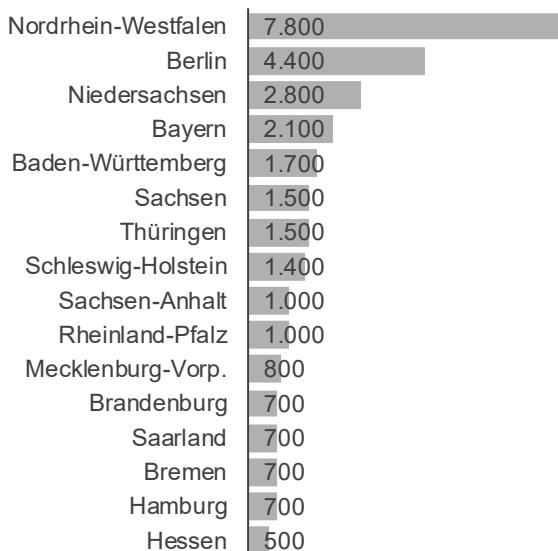 Nordrhein-Westfalen 7.800
Berlin 4.400
Niedersachsen 2.800
Bayern 2.100
Baden-Württemberg 1.700
Sachsen 1.500
Thüringen 1.500
Schleswig-Holstein 1.400
Sachsen-Anhalt 1.000
Rheinland-Pfalz 1.000
Mecklenburg-Vorp. 800
Brandenburg 700
Saarland 700
Bremen 700
Hamburg 700
Hessen 500